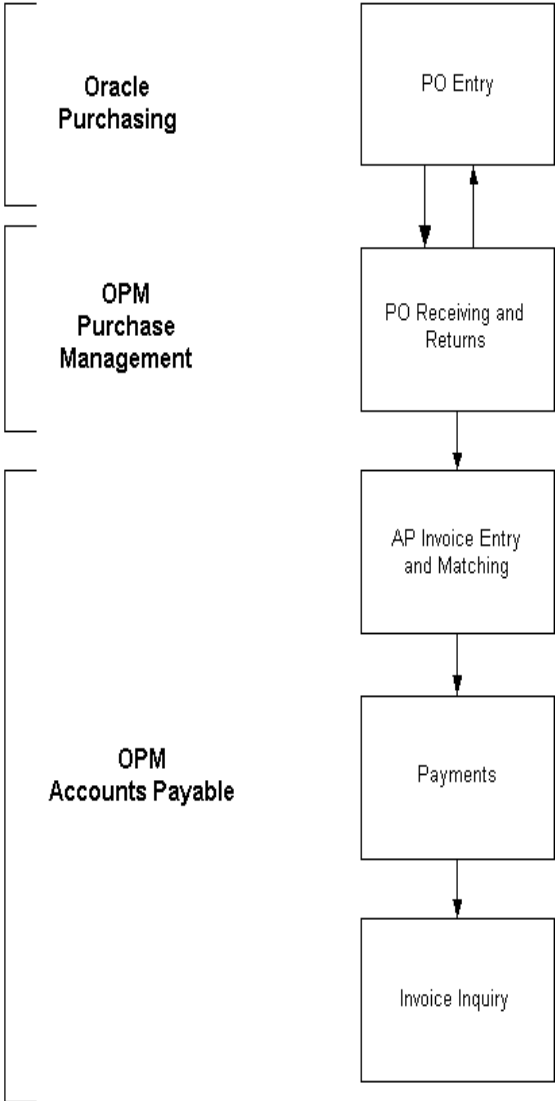 Oracle
Purchasing
PO Entry
OPM
Purchase
Management
PO Receiving and
Returns
AP Invoice Entry
and Matching
OPM
Accounts Payable
Payments
Invoice Inquiry